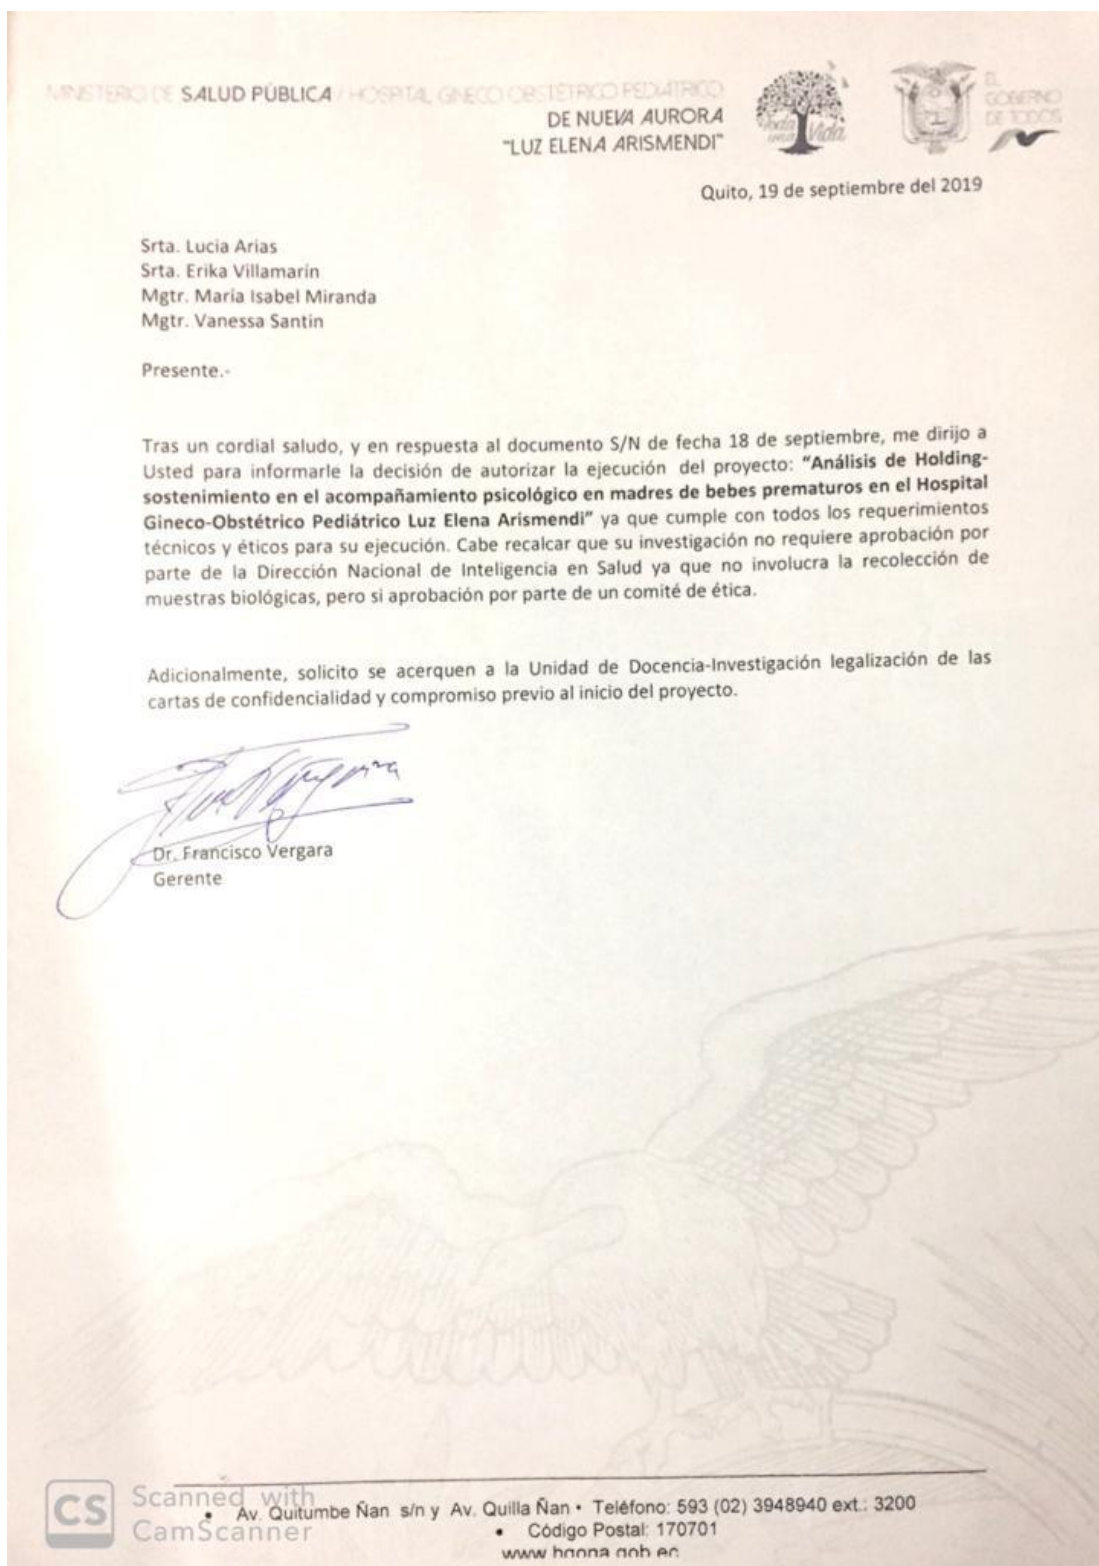 MINISTERIO DE SALUD PÚBLICA / HOSPITAL GINECO OBSTÉTRICO PEDIÁTRICO
DE NUEVA AURORA
"LUZ ELENA ARISMENDI"
Toda una Vida
EL GOBIERNO DE TODOS
Quito, 19 de septiembre del 2019
Srta. Lucia Arias
Srta. Erika Villamarín
Mgtr. María Isabel Miranda
Mgtr. Vanessa Santin
Presente.-
Tras un cordial saludo, y en respuesta al documento S/N de fecha 18 de septiembre, me dirijo a
Usted para informarle la decisión de autorizar la ejecución del proyecto: “Análisis de Holding-
sostenimiento en el acompañamiento psicológico en madres de bebes prematuros en el Hospital
Gineco-Obstétrico Pediátrico Luz Elena Arismendi” ya que cumple con todos los requerimientos
técnicos y éticos para su ejecución. Cabe recalcar que su investigación no requiere aprobación por
parte de la Dirección Nacional de Inteligencia en Salud ya que no involucra la recolección de
muestras biológicas, pero si aprobación por parte de un comité de ética.
Adicionalmente, solicito se acerquen a la Unidad de Docencia-Investigación legalización de las
cartas de confidencialidad y compromiso previo al inicio del proyecto.
Dr. Francisco Vergara
Gerente
CS Scanned with
CamScanner
• Av. Quitumbe Ñan s/n y Av. Quilla Ñan • Teléfono: 593 (02) 3948940 ext.: 3200
• Código Postal: 170701
www.hgona.gob.ec